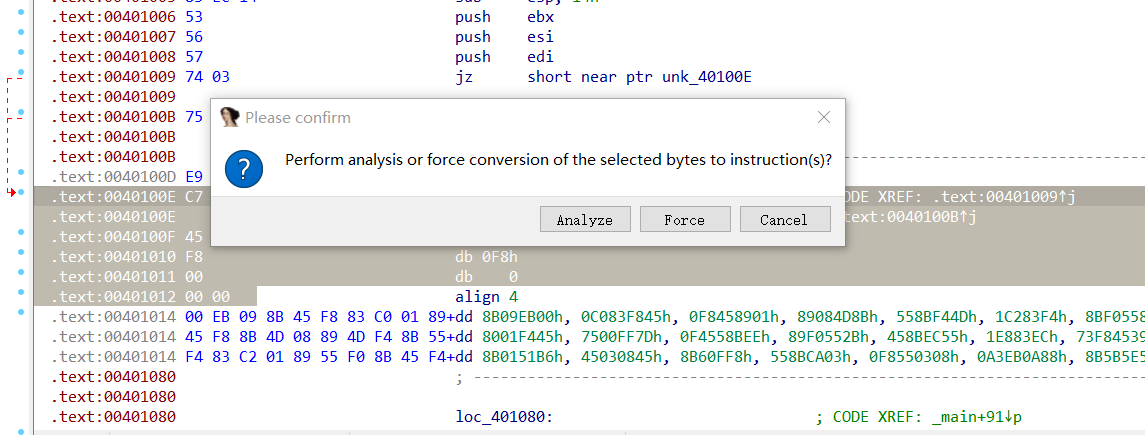 .text:00401006 53 push ebx
.text:00401007 56 push esi
.text:00401008 57 push edi
.text:00401009 74 03 jz short near ptr unk_40100E
.text:00401009
.text:0040100B 75
.text:0040100B
.text:0040100B
.text:0040100D E9
.text:0040100E C7 CODE XREF: .text:00401009↑j
.text:0040100E text:0040100B↑j
.text:0040100F 45
.text:00401010 F8 db 0F8h
.text:00401011 00 db 0
.text:00401012 00 00 align 4
.text:00401014 00 EB 09 8B 45 F8 83 C0 01 89+dd 8B09EB00h, 0C083F845h, 0F8458901h, 89084D8Bh, 558BF44Dh, 1C283F4h, 8BF0558
.text:00401014 45 F8 8B 4D 08 89 4D F4 8B 55+dd 8001F445h, 7500FF7Dh, 0F4558BEEh, 89F0552Bh, 458BEC55h, 1E883ECh, 73F84539
.text:00401014 F4 83 C2 01 89 55 F0 8B 45 F4+dd 8B0151B6h, 45030845h, 8B60FF8h, 558BCA03h, 0F8550308h, 0A3EB0A88h, 8B5B5E5
.text:00401080 ; ---------------------------------------------------------------------------
.text:00401080
.text:00401080 loc_401080: ; CODE XREF: _main+91↓p
Please confirm
Perform analysis or force conversion of the selected bytes to instruction(s)?
Analyze Force Cancel